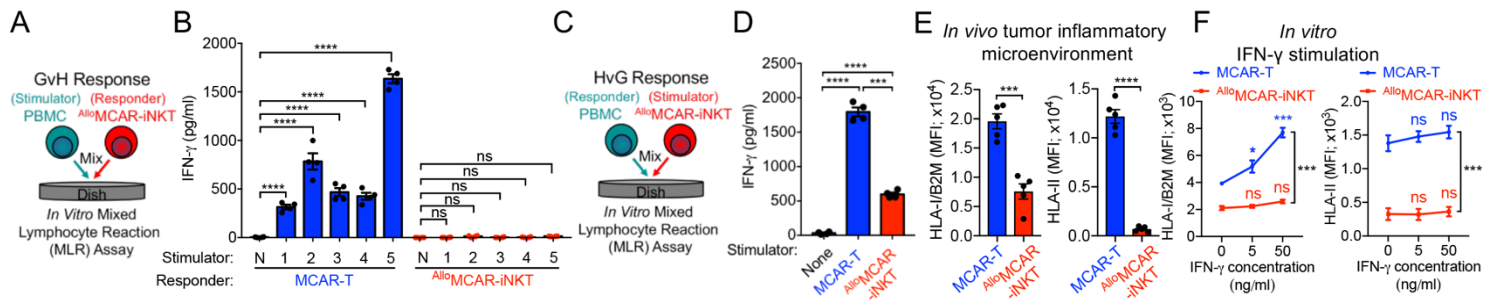 A
GvH Response
(Stimulator) (Responder)
PBMC AlloMCAR-iNKT
Mix
Dish
In Vitro Mixed
Lymphocyte Reaction
(MLR) Assay
B
IFN-γ (pg/ml)
2000
1500
1000
500
0
****
****
****
****
****
ns
ns
ns
ns
ns
Stimulator: N 1 2 3 4 5 N 1 2 3 4 5
Responder: MCAR-T AlloMCAR-iNKT
C
HvG Response
(Responder) (Stimulator)
PBMC AlloMCAR-iNKT
Mix
Dish
In Vitro Mixed
Lymphocyte Reaction
(MLR) Assay
D
IFN-γ (pg/ml)
2500
2000
1500
1000
500
0
****
**** ***
Stimulator:
None
MCAR-T
AlloMCAR
-iNKT
E
In vivo tumor inflammatory
microenvironment
HLA-I/B2M (MFI; x10⁴)
2.5
2.0
1.5
1.0
0.5
0.0
***
MCAR-T
AlloMCAR
-iNKT
HLA-II (MFI; x10⁴)
1.5
1.0
0.5
0.0
****
MCAR-T
AlloMCAR
-iNKT
F
In vitro
IFN-γ stimulation
MCAR-T
AlloMCAR-iNKT
HLA-I/B2M (MFI; x10³)
8
6
4
2
0
*
***
ns
ns
***
0 5 50
IFN-γ concentration
(ng/ml)
MCAR-T
AlloMCAR-iNKT
HLA-II (MFI; x10³)
2.0
1.5
1.0
0.5
0.0
ns
ns
ns
ns
***
0 5 50
IFN-γ concentration
(ng/ml)